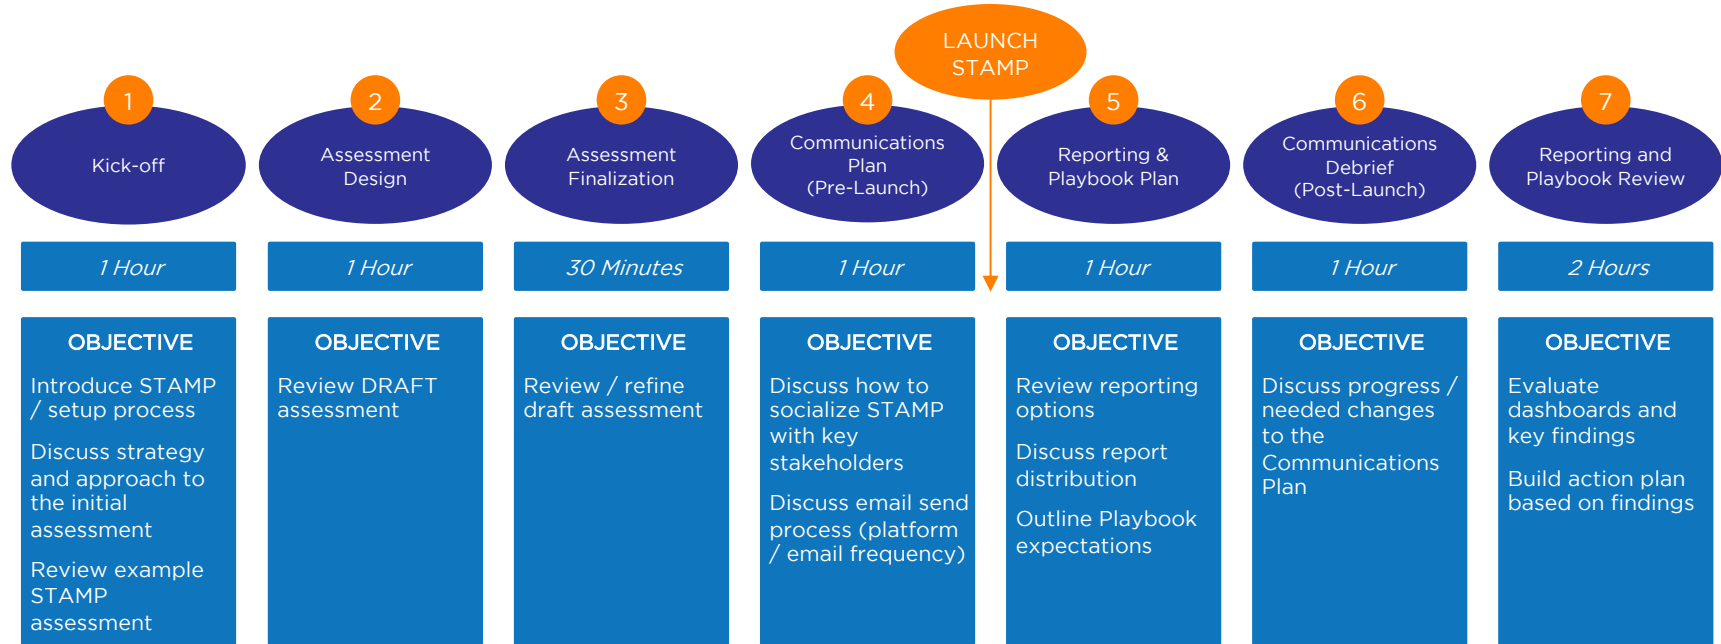 LAUNCH
STAMP
1
Kick-off
2
Assessment
Design
3
Assessment
Finalization
4
Communications
Plan
(Pre-Launch)
5
Reporting &
Playbook Plan
6
Communications
Debrief
(Post-Launch)
7
Reporting and
Playbook Review
1 Hour
1 Hour
30 Minutes
1 Hour
1 Hour
1 Hour
2 Hours
OBJECTIVE
Introduce STAMP
/ setup process
Discuss strategy
and approach to
the initial
assessment
Review example
STAMP
assessment
OBJECTIVE
Review DRAFT
assessment
OBJECTIVE
Review / refine
draft assessment
OBJECTIVE
Discuss how to
socialize STAMP
with key
stakeholders
Discuss email send
process (platform
/ email frequency)
OBJECTIVE
Review reporting
options
Discuss report
distribution
Outline Playbook
expectations
OBJECTIVE
Discuss progress /
needed changes
to the
Communications
Plan
OBJECTIVE
Evaluate
dashboards and
key findings
Build action plan
based on findings